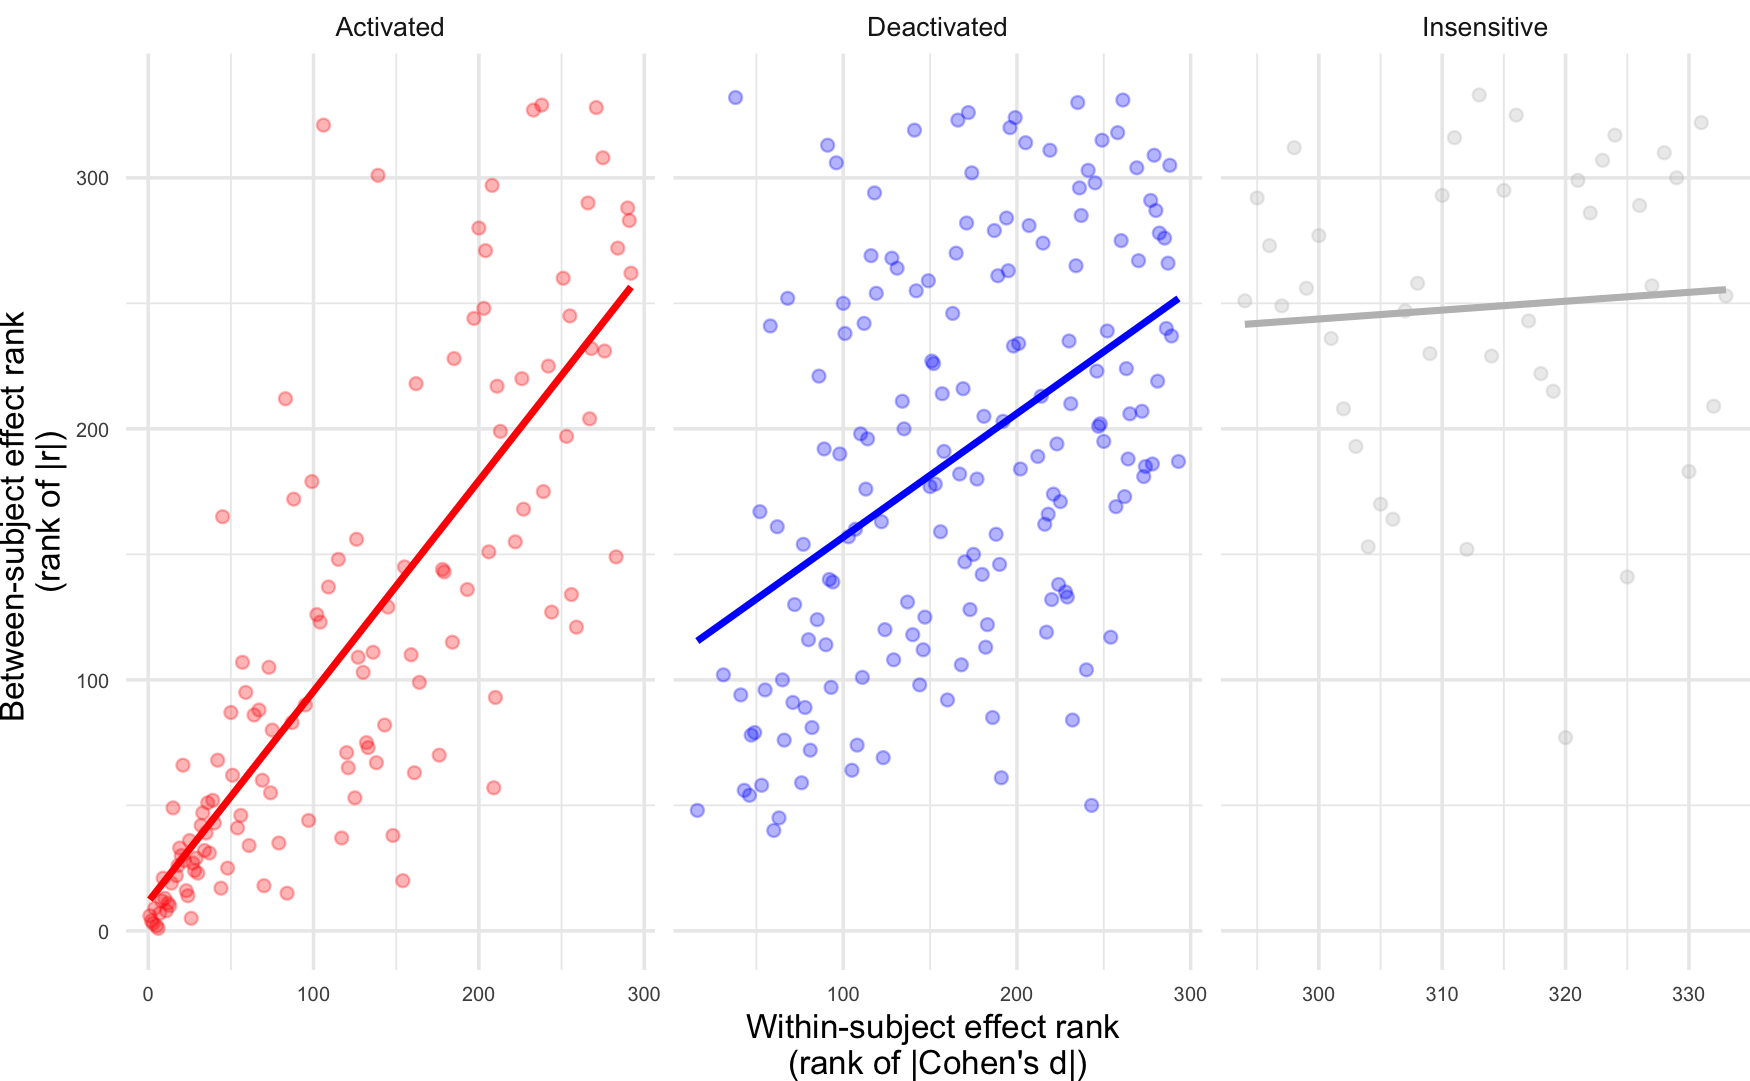 Activated
Deactivated
Insensitive
Between-subject effect rank
(rank of |r|)
300
200
100
0
0 100 200 300
100 200 300
300 310 320 330
Within-subject effect rank
(rank of |Cohen's d|)